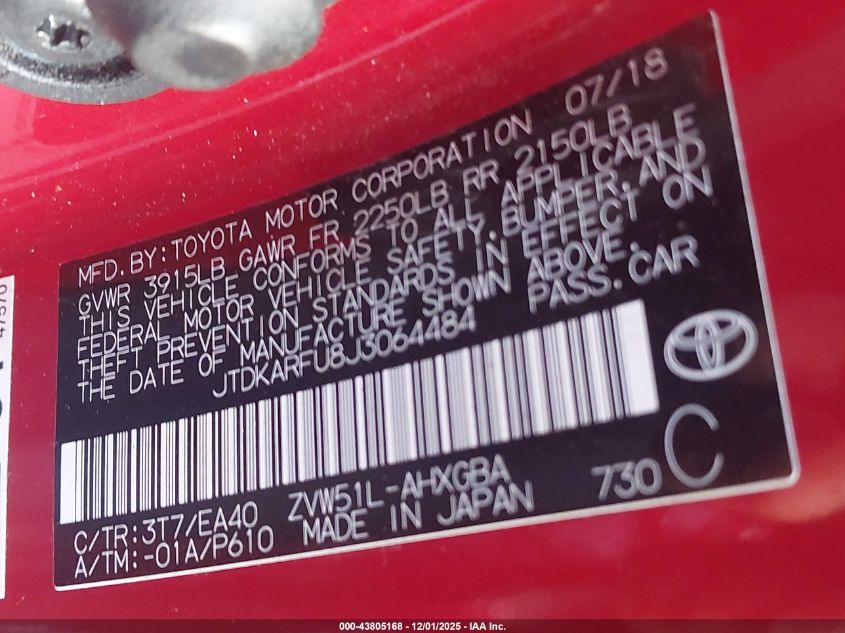 MFD.BY:TOYOTA MOTOR CORPORATION 07/18
GVWR 3915LB GAWR FR 2250LB RR 2150LB
THIS VEHICLE CONFORMS TO ALL APPLICABLE
FEDERAL MOTOR VEHICLE SAFETY,BUMPER,AND
THEFT PREVENTION STANDARDS IN EFFECT ON
THE DATE OF MANUFACTURE SHOWN ABOVE.
JTDKARFU8J3064484 PASS.CAR
C/TR:3T7/EA40 ZVW51L-AHXGBA 730 C
A/TM:-01A/P610 MADE IN JAPAN
000-43805168 - 12/01/2025 - IAA Inc.